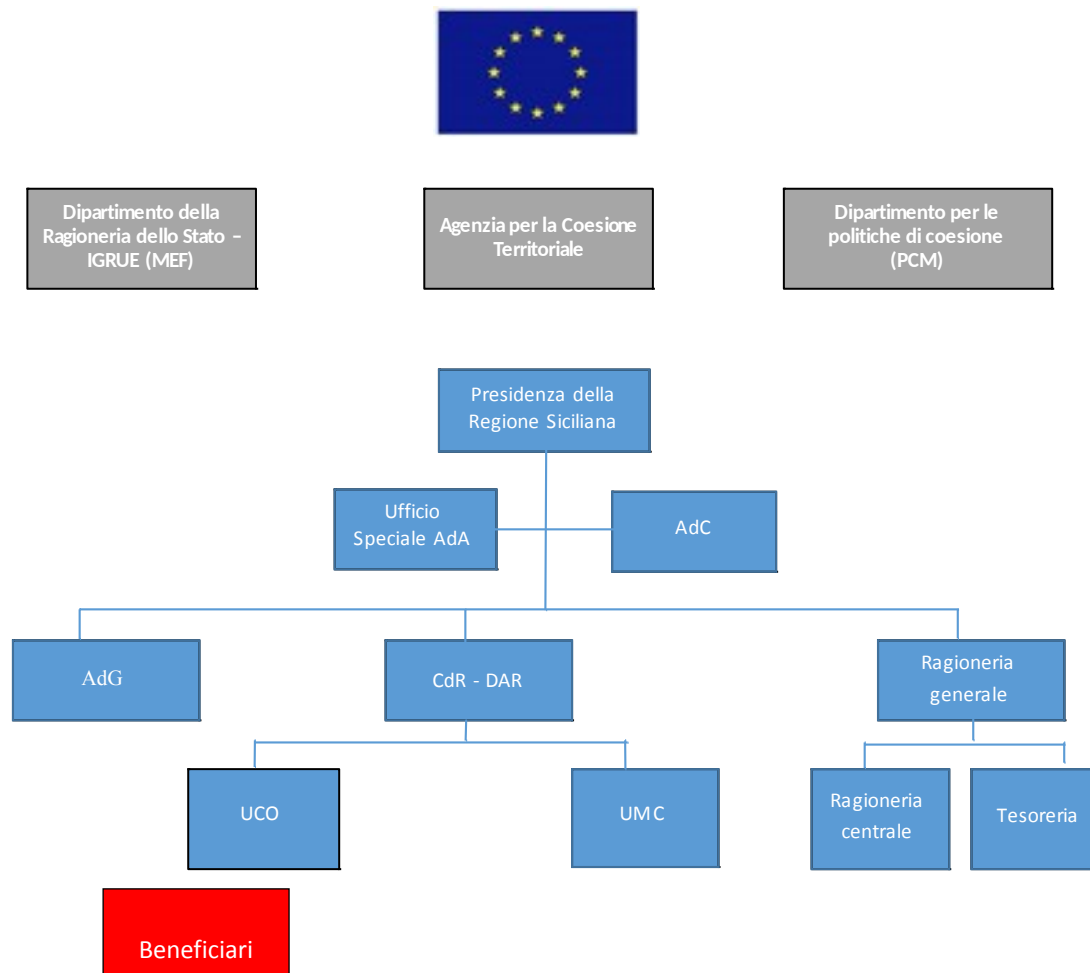 Dipartimento della
Ragioneria dello Stato –
IGRUE (MEF)
Agenzia per la Coesione
Territoriale
Dipartimento per le
politiche di coesione
(PCM)
Presidenza della
Regione Siciliana
Ufficio
Speciale AdA
AdC
AdG
CdR - DAR
Ragioneria
generale
UCO
UMC
Ragioneria
centrale
Tesoreria
Beneficiari